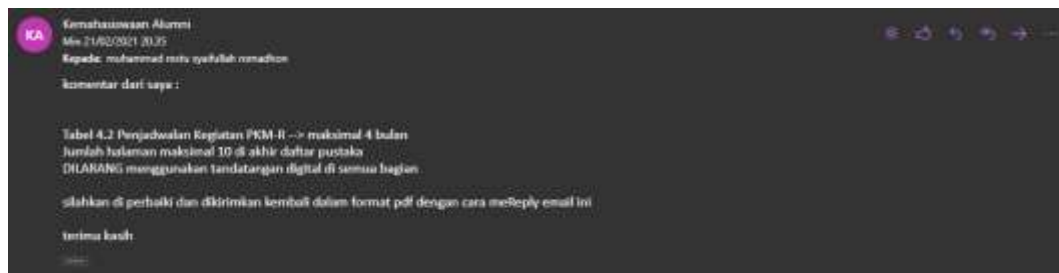 KA
Kemahasiswaan Alumni
Min 21/02/2021 20.35
Kepada: muhammad restu syaifullah romadhon
komentar dari saya :
Tabel 4.2 Penjadwalan Kegiatan PKM-R --> maksimal 4 bulan
Jumlah halaman maksimal 10 di akhir daftar pustaka
DILARANG menggunakan tandatangan digital di semua bagian
silahkan di perbaiki dan dikirimkan kembali dalam format pdf dengan cara meReply email ini
terima kasih